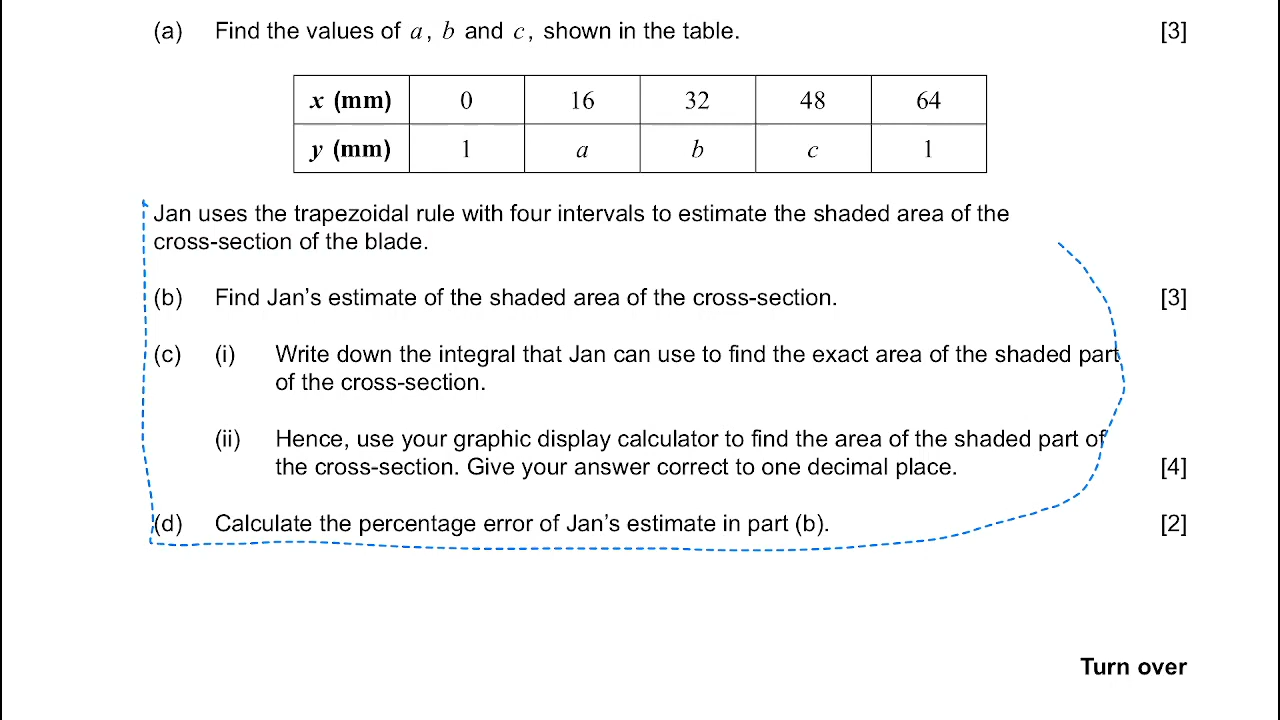 (a) Find the values of a, b and c, shown in the table. [3]
x (mm) 0 16 32 48 64
y (mm) 1 a b c 1
Jan uses the trapezoidal rule with four intervals to estimate the shaded area of the
cross-section of the blade.
(b) Find Jan's estimate of the shaded area of the cross-section. [3]
(c) (i) Write down the integral that Jan can use to find the exact area of the shaded part
of the cross-section.
(ii) Hence, use your graphic display calculator to find the area of the shaded part of
the cross-section. Give your answer correct to one decimal place. [4]
(d) Calculate the percentage error of Jan's estimate in part (b). [2]
Turn over